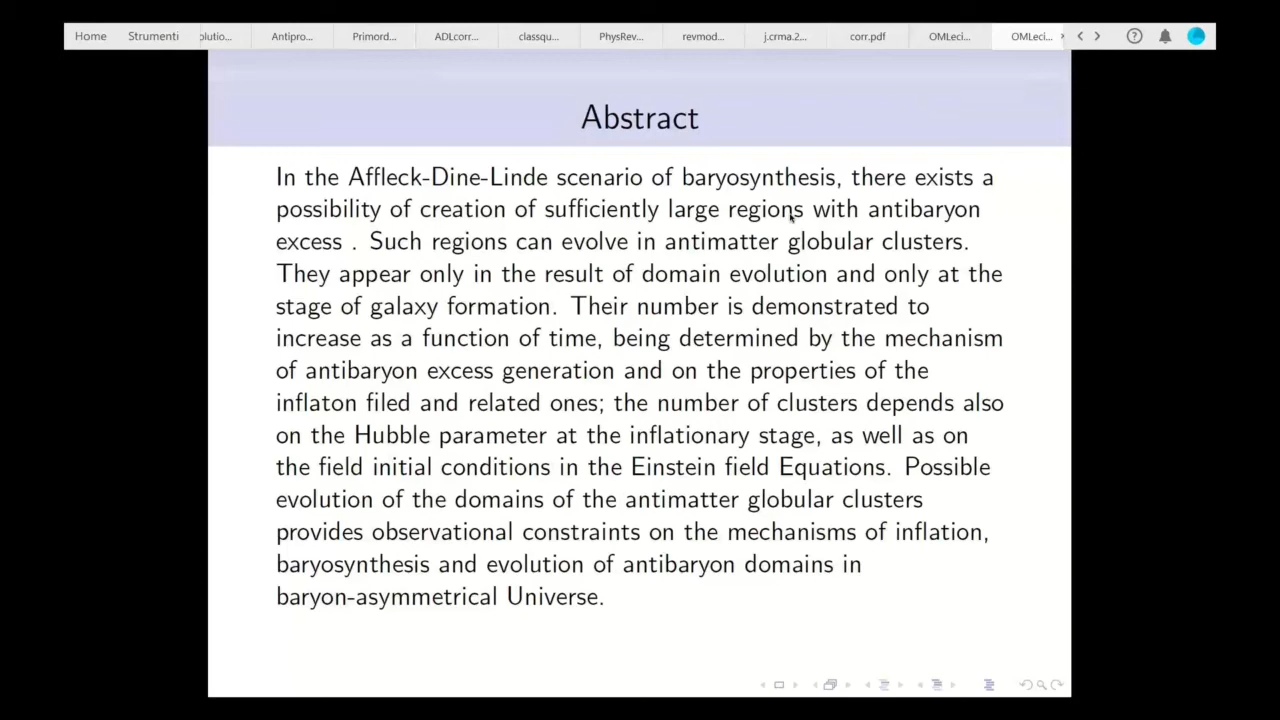 Home Strumenti olutio... Antipro... Primord... ADLcorr... classqu... PhysRev... revmod... j.crma.2... corr.pdf OMLeci... OMLeci...
Abstract
In the Affleck-Dine-Linde scenario of baryosynthesis, there exists a
possibility of creation of sufficiently large regions with antibaryon
excess . Such regions can evolve in antimatter globular clusters.
They appear only in the result of domain evolution and only at the
stage of galaxy formation. Their number is demonstrated to
increase as a function of time, being determined by the mechanism
of antibaryon excess generation and on the properties of the
inflaton filed and related ones; the number of clusters depends also
on the Hubble parameter at the inflationary stage, as well as on
the field initial conditions in the Einstein field Equations. Possible
evolution of the domains of the antimatter globular clusters
provides observational constraints on the mechanisms of inflation,
baryosynthesis and evolution of antibaryon domains in
baryon-asymmetrical Universe.